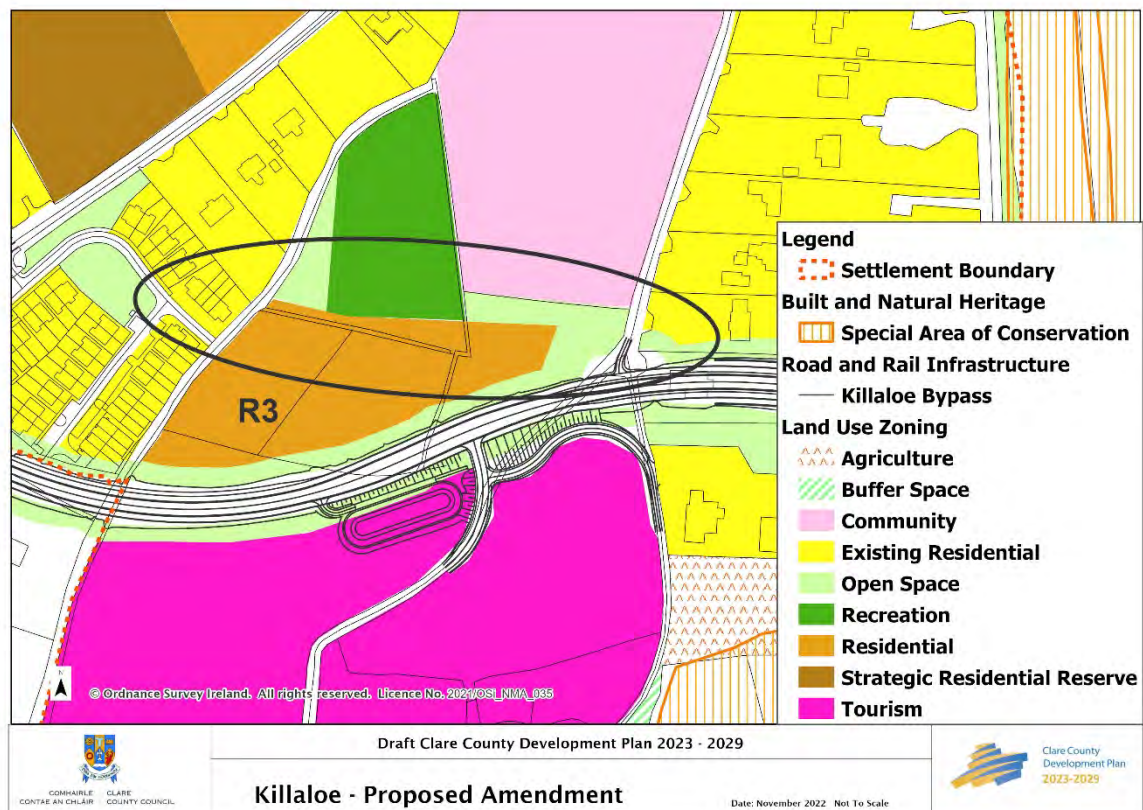 R3
Legend
Settlement Boundary
Built and Natural Heritage
Special Area of Conservation
Road and Rail Infrastructure
Killaloe Bypass
Land Use Zoning
Agriculture
Buffer Space
Community
Existing Residential
Open Space
Recreation
Residential
Strategic Residential Reserve
Tourism
N
© Ordnance Survey Ireland. All rights reserved. Licence No. 2021/OSI_NMA_035
COMHAIRLE CLARE
CONTAE AN CHLÁIR COUNTY COUNCIL
Draft Clare County Development Plan 2023 - 2029
Killaloe - Proposed Amendment
Date: November 2022 Not To Scale
Clare County
Development Plan
2023-2029